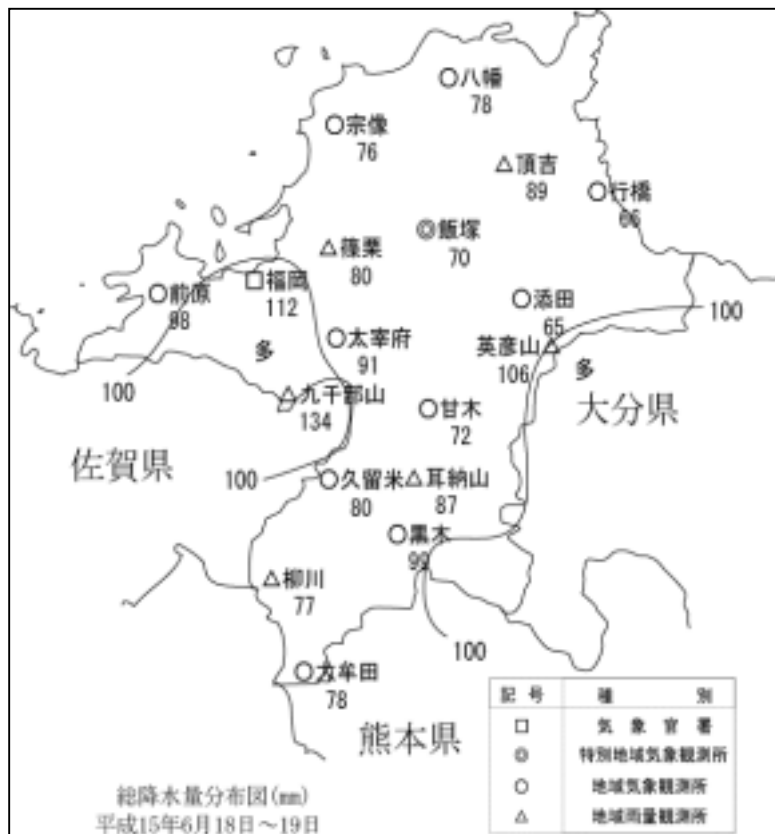 ○八幡
78
○宗像
76
△頂吉
89
○行橋
66
◎飯塚
70
△篠栗
80
□福岡
112
○前原
98
○添田
65
100
○太宰府
91
多
英彦山△
106
多
100
△九千部山
134
○甘木
72
大分県
佐賀県
100
○久留米
80
△耳納山
87
○黒木
99
△柳川
77
100
○大牟田
78
熊本県
記号 種別
□ 気象官署
◎ 特別地域気象観測所
○ 地域気象観測所
△ 地域雨量観測所
総降水量分布図(mm)
平成15年6月18日～19日